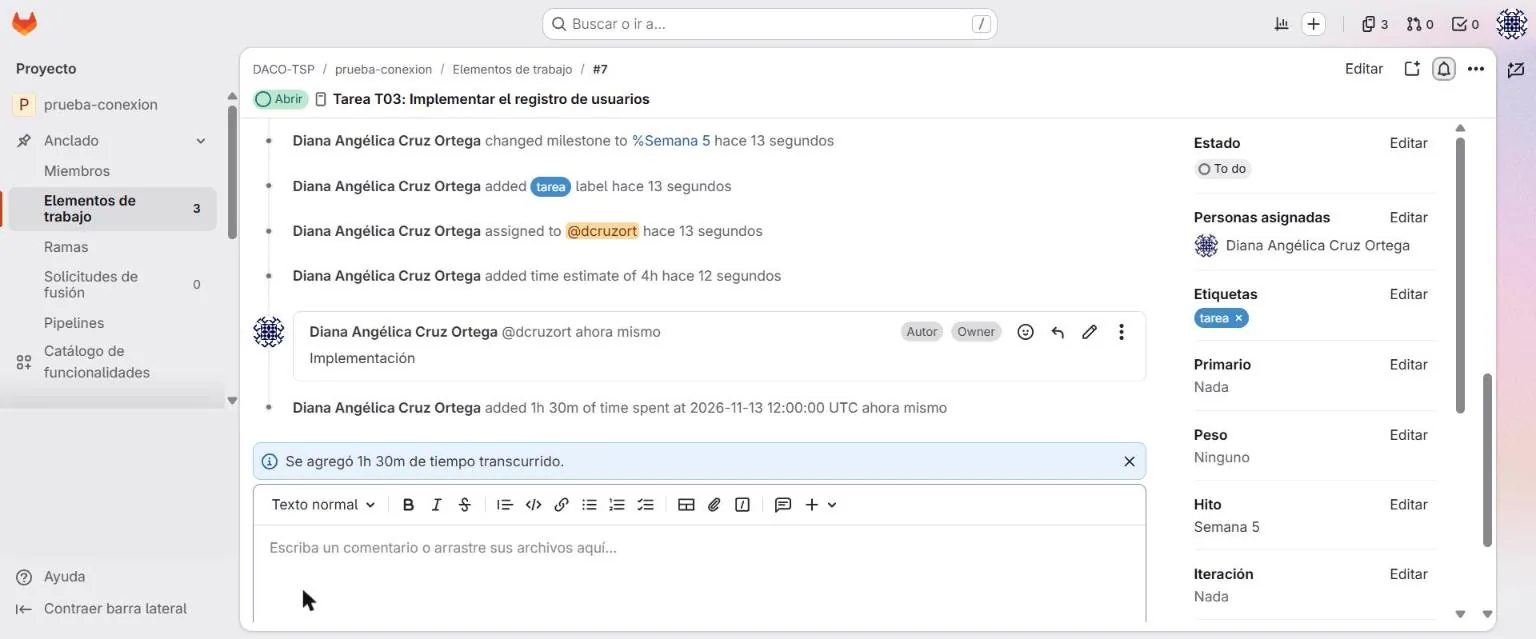 Buscar o ir a...
/
3
0
0
Proyecto
P prueba-conexion
Anclado
Miembros
Elementos de
trabajo
3
Ramas
Solicitudes de
fusión
0
Pipelines
Catálogo de
funcionalidades
Ayuda
Contraer barra lateral
DACO-TSP / prueba-conexion / Elementos de trabajo / #7
Editar
Abrir Tarea T03: Implementar el registro de usuarios
Diana Angélica Cruz Ortega changed milestone to %Semana 5 hace 13 segundos
Diana Angélica Cruz Ortega added tarea label hace 13 segundos
Diana Angélica Cruz Ortega assigned to @dcruzort hace 13 segundos
Diana Angélica Cruz Ortega added time estimate of 4h hace 12 segundos
Diana Angélica Cruz Ortega @dcruzort ahora mismo
Autor Owner
Implementación
Diana Angélica Cruz Ortega added 1h 30m of time spent at 2026-11-13 12:00:00 UTC ahora mismo
Se agregó 1h 30m de tiempo transcurrido.
Texto normal
B I S
Escriba un comentario o arrastre sus archivos aquí...
Estado Editar
To do
Personas asignadas Editar
Diana Angélica Cruz Ortega
Etiquetas Editar
tarea ×
Primario Editar
Nada
Peso Editar
Ninguno
Hito Editar
Semana 5
Iteración Editar
Nada